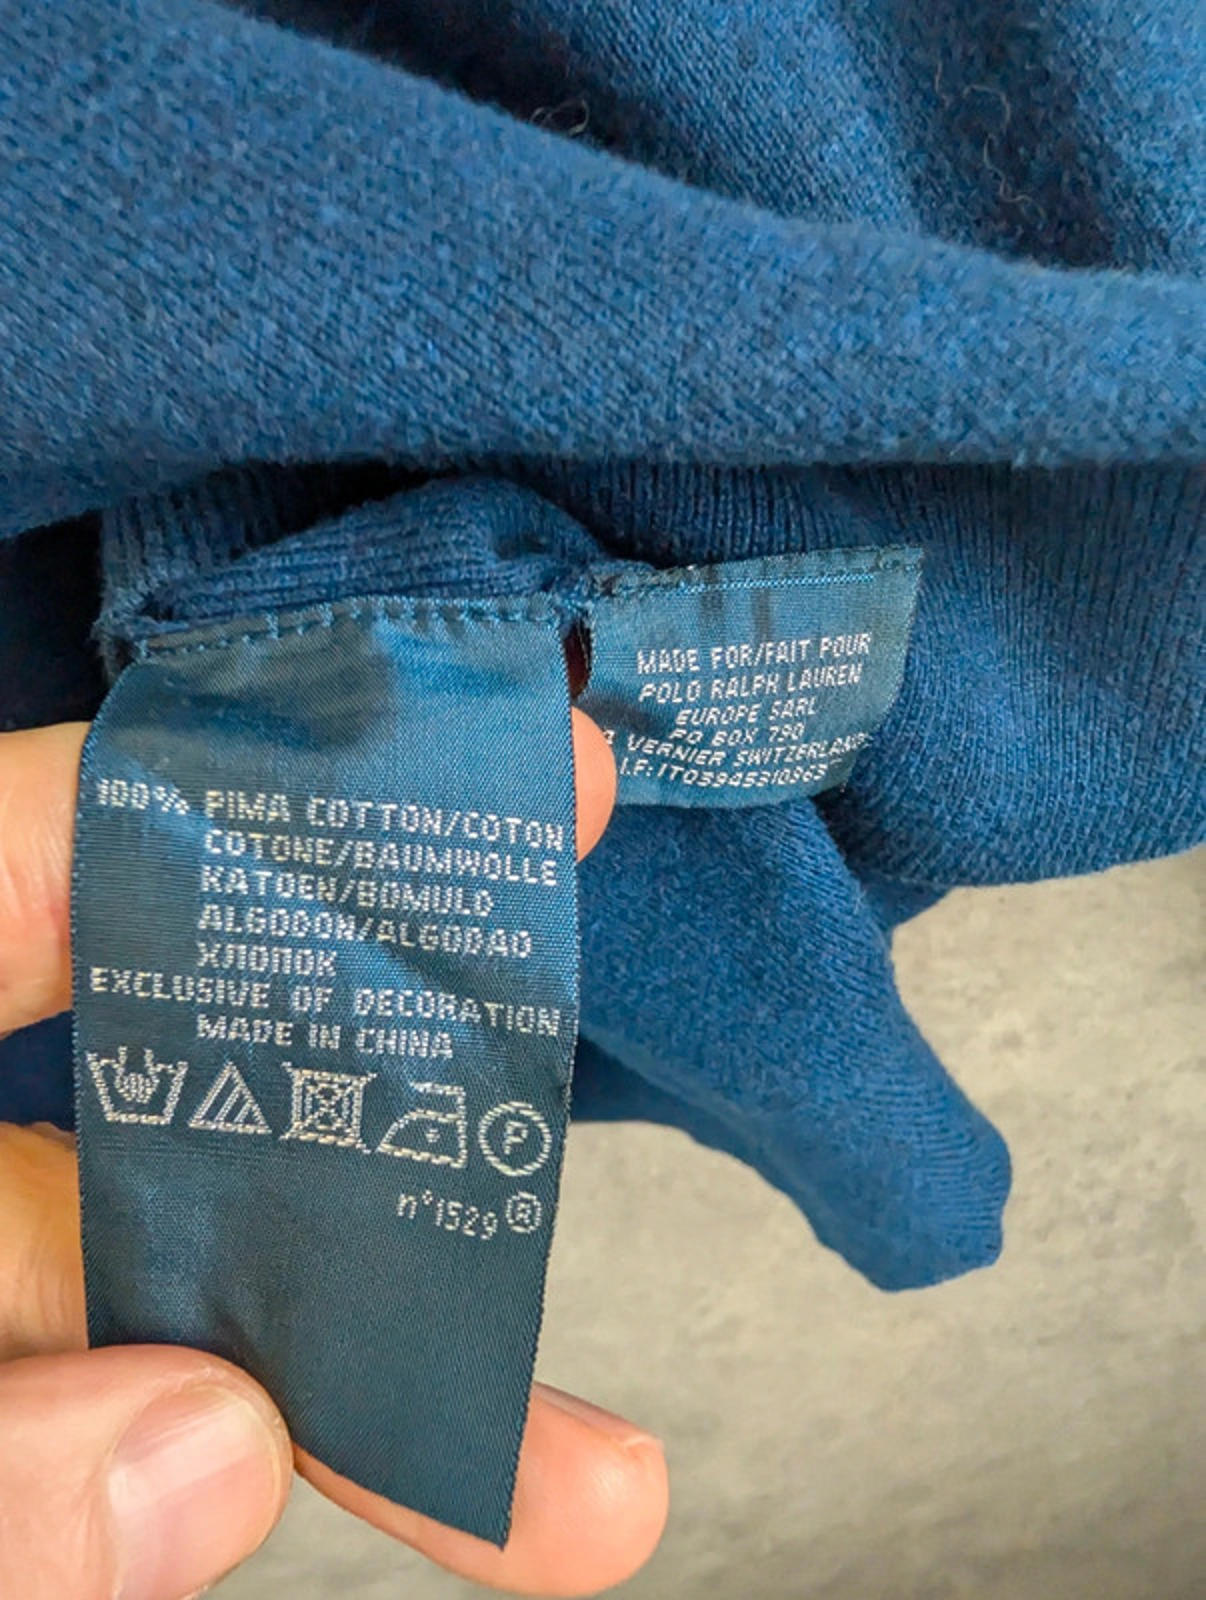 100% PIMA COTTON/COTON
COTONE/BAUMWOLLE
KATOEN/BOMULD
ALGODON/ALGODAO
ХЛОПОК
EXCLUSIVE OF DECORATION
MADE IN CHINA
P
n°1529 ®
MADE FOR/FAIT POUR
POLO RALPH LAUREN
EUROPE SARL
PO BOX 790
VERNIER SWITZERLAND
I.F:IT03945310363